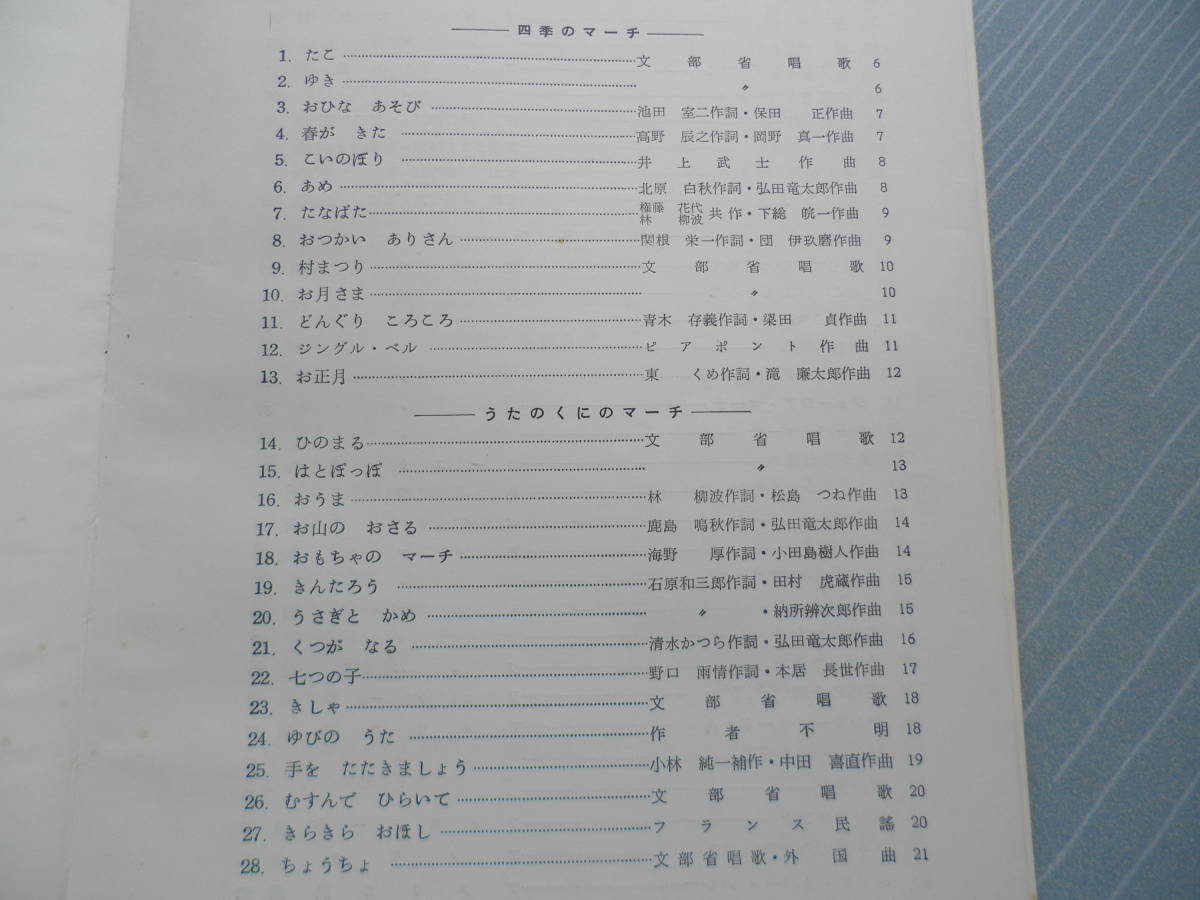 四季のマーチ
1. たこ 文部省唱歌 6
2. ゆき 〃 6
3. おひな あそび 池田 室二作詞・保田 正作曲 7
4. 春が きた 高野 辰之作詞・岡野 真一作曲 7
5. こいのぼり 井上武士作曲 8
6. あめ 北原 白秋作詞・弘田竜太郎作曲 8
7. たなばた 権藤 花代 林 柳波 共作・下総 皖一作曲 9
8. おつかい ありさん 関根 栄一作詞・団 伊玖磨作曲 9
9. 村まつり 文部省唱歌 10
10. お月さま 〃 10
11. どんぐり ころころ 青木 存義作詞・梁田 貞作曲 11
12. ジングル・ベル ピアポント作曲 11
13. お正月 東 くめ作詞・滝 廉太郎作曲 12
うたのくにのマーチ
14. ひのまる 文部省唱歌 12
15. はとぽっぽ 〃 13
16. おうま 林 柳波作詞・松島 つね作曲 13
17. お山の おさる 鹿島 鳴秋作詞・弘田竜太郎作曲 14
18. おもちゃの マーチ 海野 厚作詞・小田島樹人作曲 14
19. きんたろう 石原和三郎作詞・田村 虎蔵作曲 15
20. うさぎと かめ 〃 ・納所辨次郎作曲 15
21. くつが なる 清水かつら作詞・弘田竜太郎作曲 16
22. 七つの子 野口 雨情作詞・本居 長世作曲 17
23. きしゃ 文部省唱歌 18
24. ゆびの うた 作者不明 18
25. 手を たたきましょう 小林 純一補作・中田 喜直作曲 19
26. むすんで ひらいて 文部省唱歌 20
27. きらきら おほし フランス民謡 20
28. ちょうちょ 文部省唱歌・外国曲 21